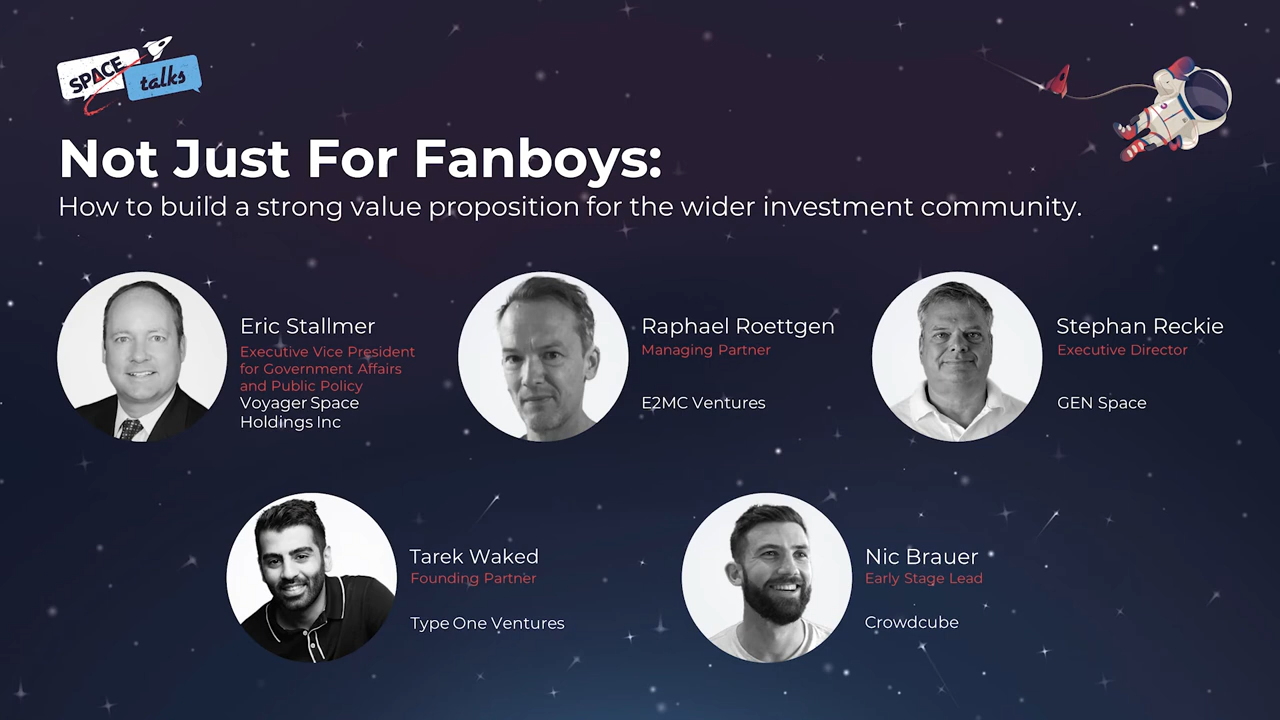 SPACE
talks
Not Just For Fanboys:
How to build a strong value proposition for the wider investment community.
Eric Stallmer
Executive Vice President
for Government Affairs
and Public Policy
Voyager Space
Holdings Inc
Raphael Roettgen
Managing Partner
E2MC Ventures
Stephan Reckie
Executive Director
GEN Space
Tarek Waked
Founding Partner
Type One Ventures
Nic Brauer
Early Stage Lead
Crowdcube